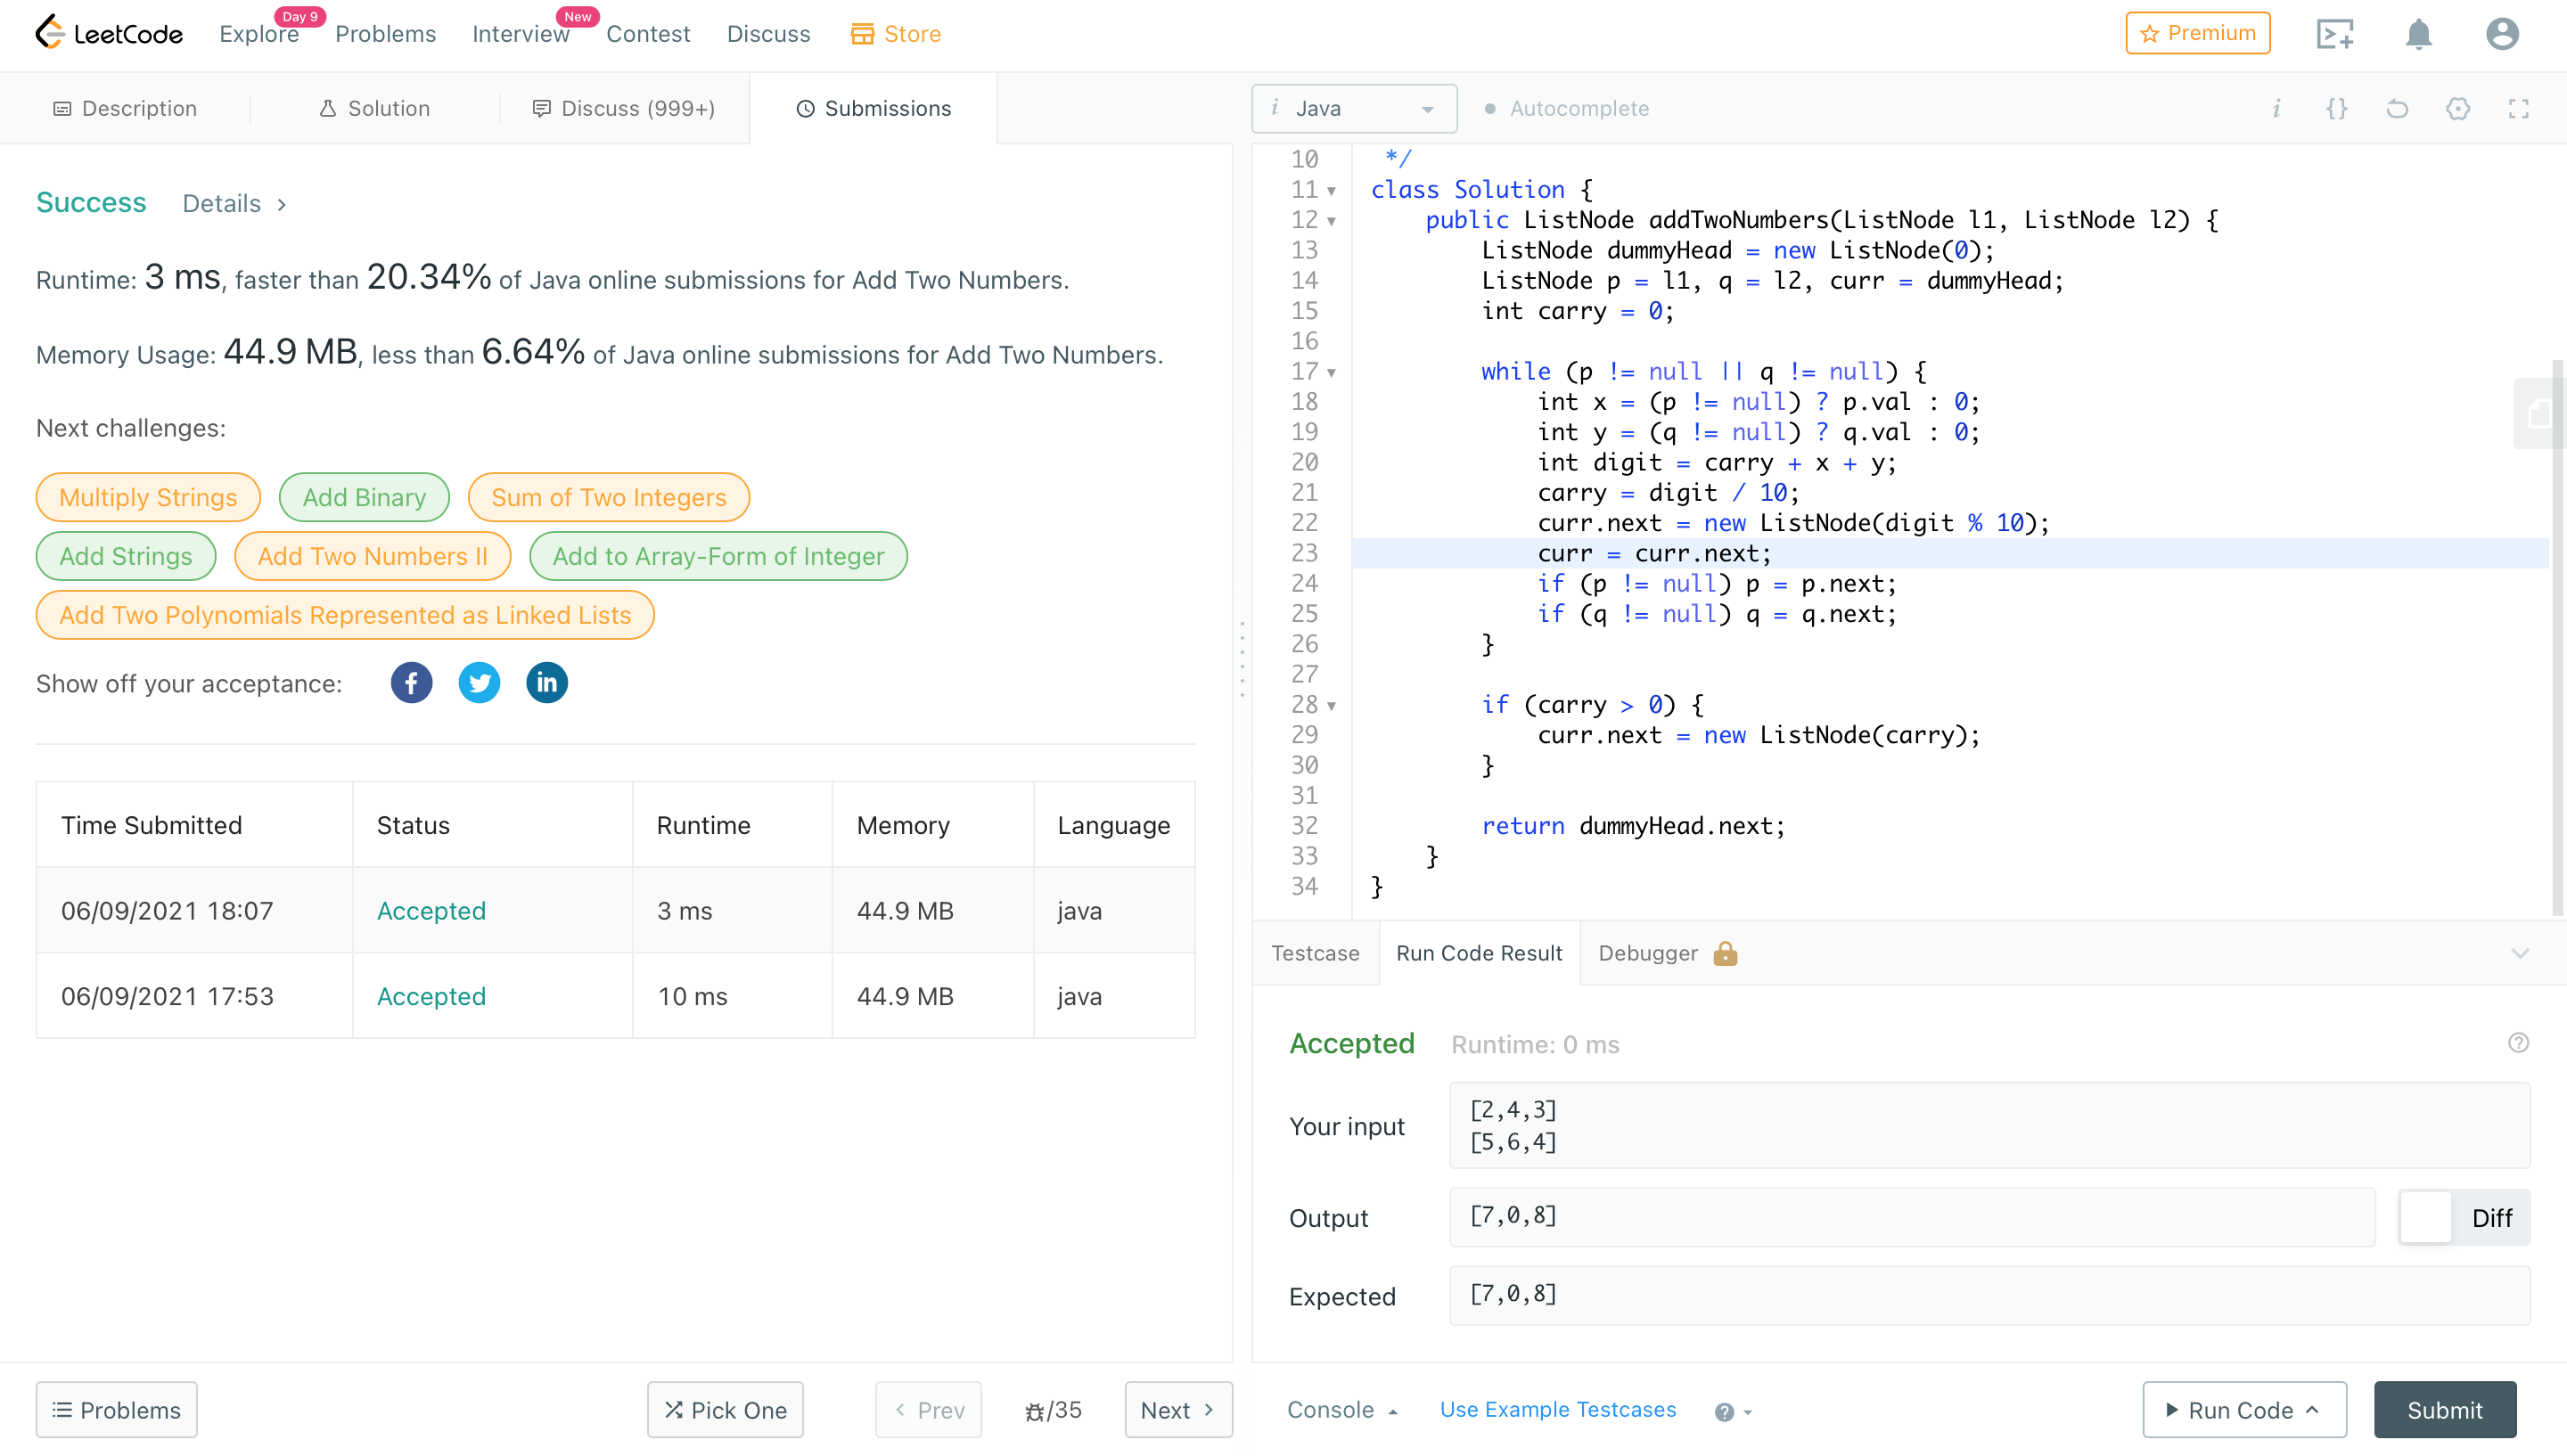 LeetCode
Explore
Day 9
Problems
Interview
New
Contest
Discuss
Store
Premium
Description
Solution
Discuss (999+)
Submissions
Success
Details >
Runtime: 3 ms, faster than 20.34% of Java online submissions for Add Two Numbers.
Memory Usage: 44.9 MB, less than 6.64% of Java online submissions for Add Two Numbers.
Next challenges:
Multiply Strings
Add Binary
Sum of Two Integers
Add Strings
Add Two Numbers II
Add to Array-Form of Integer
Add Two Polynomials Represented as Linked Lists
Show off your acceptance:
Time Submitted Status Runtime Memory Language
06/09/2021 18:07 Accepted 3 ms 44.9 MB java
06/09/2021 17:53 Accepted 10 ms 44.9 MB java
Problems
Pick One
< Prev
/35
Next >
i Java
Autocomplete
i {}
10  */
11 class Solution {
12     public ListNode addTwoNumbers(ListNode l1, ListNode l2) {
13         ListNode dummyHead = new ListNode(0);
14         ListNode p = l1, q = l2, curr = dummyHead;
15         int carry = 0;
16
17         while (p != null || q != null) {
18             int x = (p != null) ? p.val : 0;
19             int y = (q != null) ? q.val : 0;
20             int digit = carry + x + y;
21             carry = digit / 10;
22             curr.next = new ListNode(digit % 10);
23             curr = curr.next;
24             if (p != null) p = p.next;
25             if (q != null) q = q.next;
26         }
27
28         if (carry > 0) {
29             curr.next = new ListNode(carry);
30         }
31
32         return dummyHead.next;
33     }
34 }
Testcase
Run Code Result
Debugger
Accepted
Runtime: 0 ms
Your input
[2,4,3]
[5,6,4]
Output
[7,0,8]
Diff
Expected
[7,0,8]
Console
Use Example Testcases
Run Code
Submit